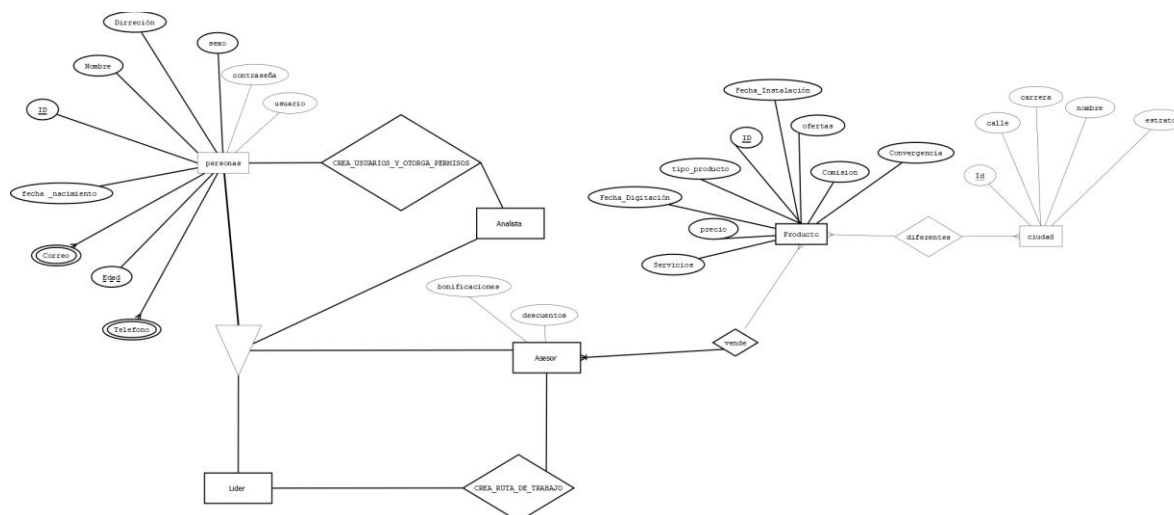 Dirreción
sexo
Nombre
contraseña
usuario
ID
personas
CREA_USUARIOS_Y_OTORGA_PERMISOS
fecha _nacimiento
Analista
Correo
Edad
Telefono
bonificaciones
descuentos
Asesor
Lider
CREA_RUTA_DE_TRABAJO
Fecha_Instalación
ID
ofertas
tipo_producto
Comision
Convergencia
Fecha_Digitación
precio
Producto
Servicios
vende
diferentes
carrera
calle
nombre
estrato
Id
ciudad